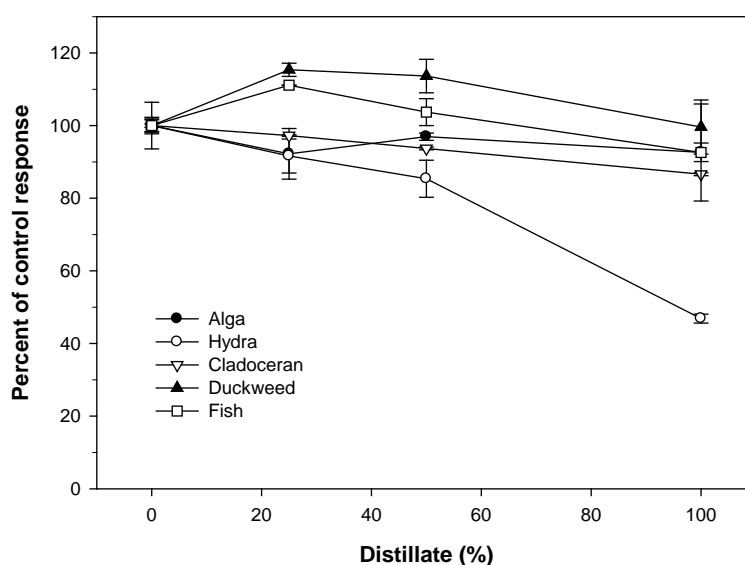 Percent of control response
120
100
80
60
40
20
0
Alga
Hydra
Cladoceran
Duckweed
Fish
0 20 40 60 80 100
Distillate (%)